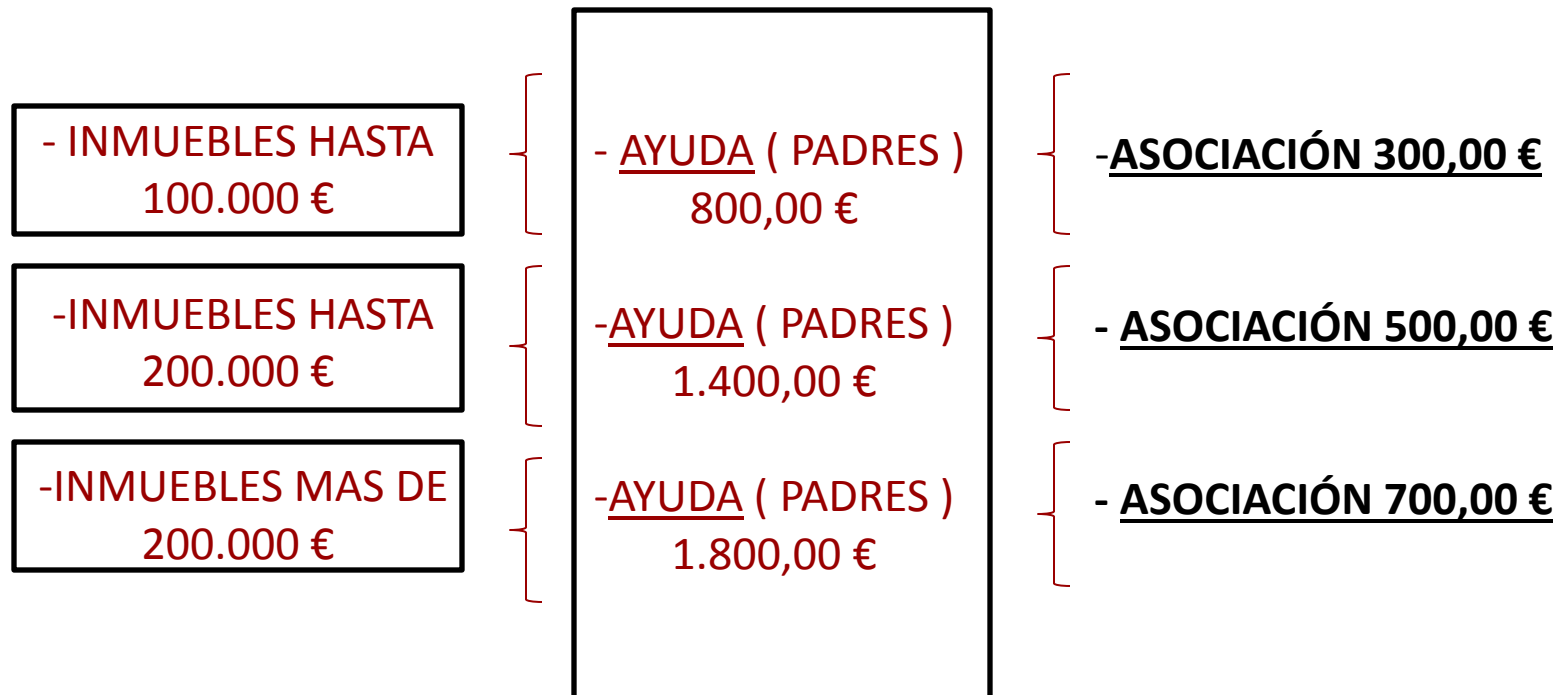 - INMUEBLES HASTA
100.000 €
- AYUDA ( PADRES )
800,00 €
-ASOCIACIÓN 300,00 €
-INMUEBLES HASTA
200.000 €
-AYUDA ( PADRES )
1.400,00 €
- ASOCIACIÓN 500,00 €
-INMUEBLES MAS DE
200.000 €
-AYUDA ( PADRES )
1.800,00 €
- ASOCIACIÓN 700,00 €